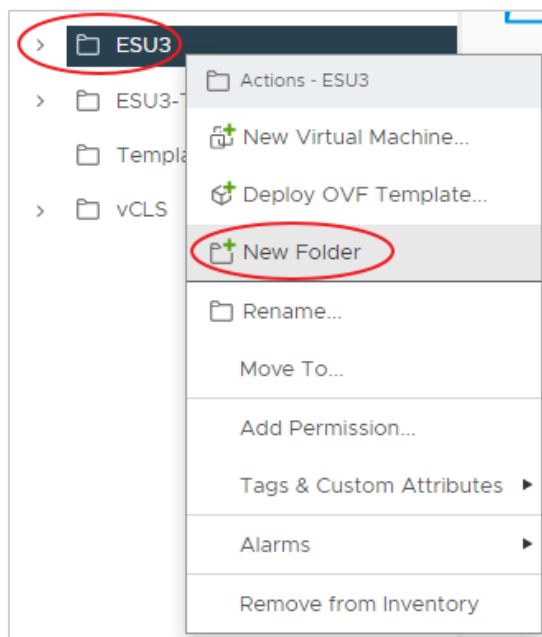 ESU3
Actions - ESU3
ESU3-
New Virtual Machine...
Templa
Deploy OVF Template...
vCLS
New Folder
Rename...
Move To...
Add Permission...
Tags & Custom Attributes
Alarms
Remove from Inventory